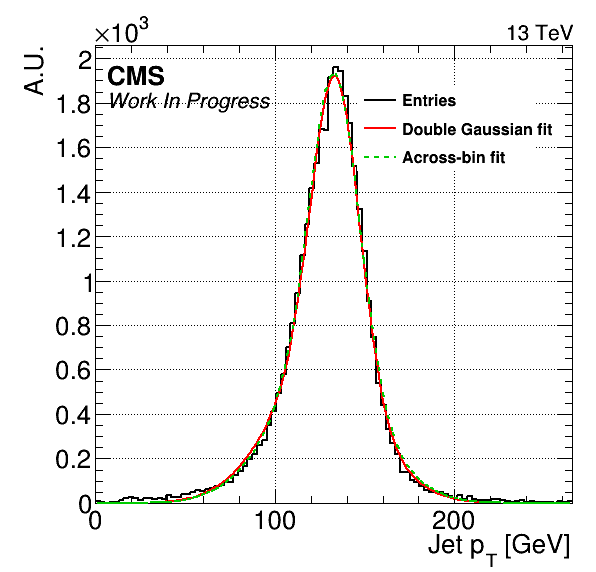 ×10³
13 TeV
A.U.
CMS
Work In Progress
Entries
Double Gaussian fit
Across-bin fit
2
1.8
1.6
1.4
1.2
1
0.8
0.6
0.4
0.2
0
0 100 200
Jet p_T [GeV]